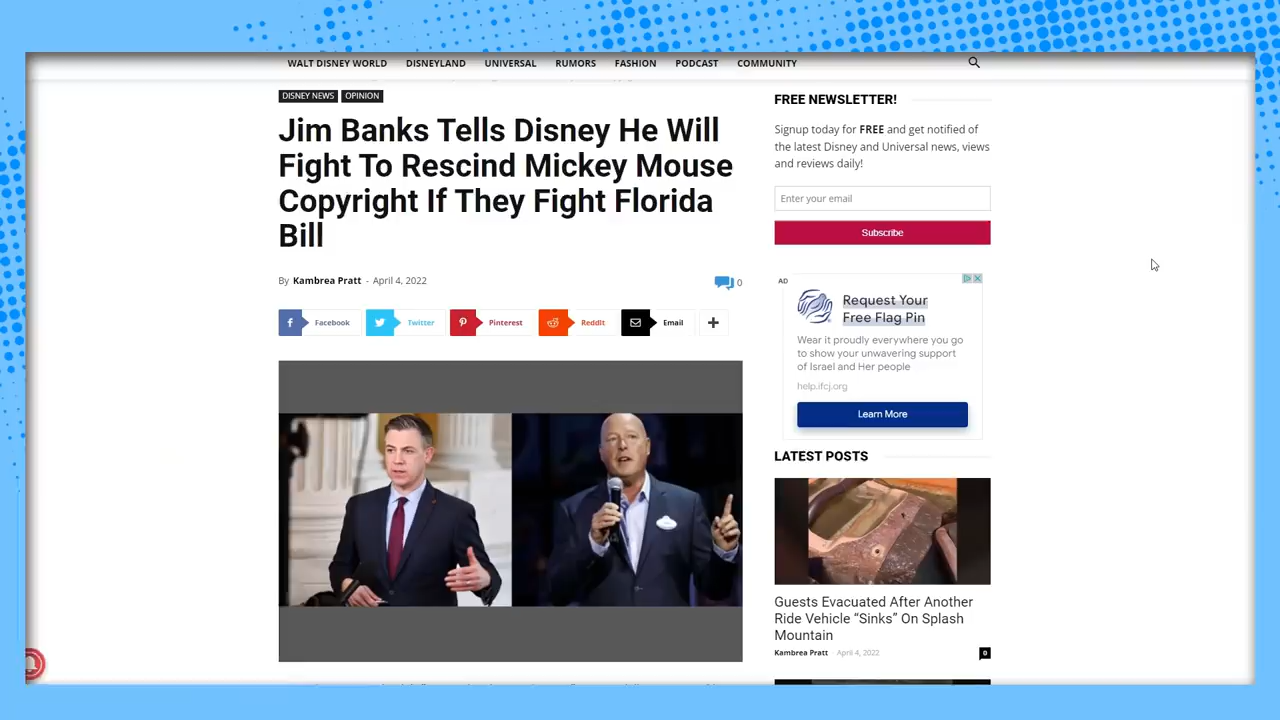 WALT DISNEY WORLD DISNEYLAND UNIVERSAL RUMORS FASHION PODCAST COMMUNITY
DISNEY NEWS OPINION
Jim Banks Tells Disney He Will
Fight To Rescind Mickey Mouse
Copyright If They Fight Florida
Bill
By Kambrea Pratt - April 4, 2022
0
Facebook Twitter Pinterest ReddIt Email
FREE NEWSLETTER!
Signup today for FREE and get notified of
the latest Disney and Universal news, views
and reviews daily!
Enter your email
Subscribe
AD
Request Your
Free Flag Pin
Wear it proudly everywhere you go
to show your unwavering support
of Israel and Her people
help.ifcj.org
Learn More
LATEST POSTS
Guests Evacuated After Another
Ride Vehicle “Sinks” On Splash
Mountain
Kambrea Pratt - April 4, 2022
0